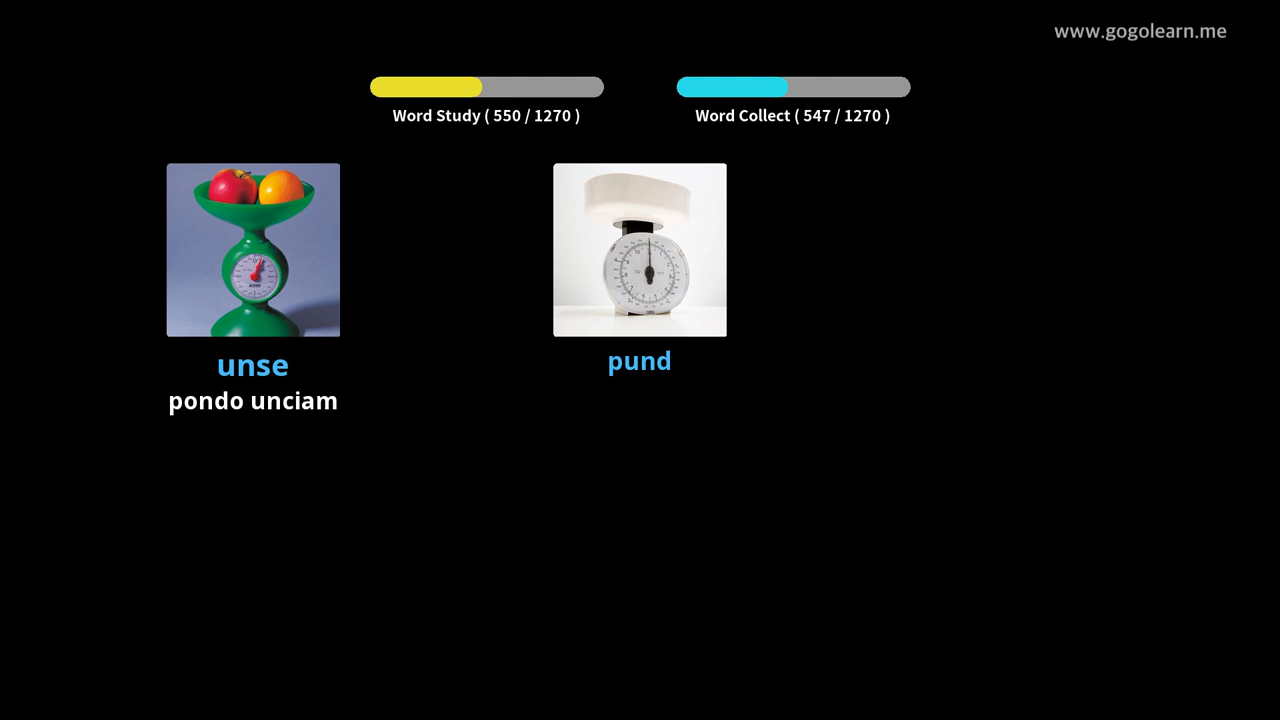 www.gogolearn.me
Word Study ( 550 / 1270 )
Word Collect ( 547 / 1270 )
unse
pondo unciam
pund